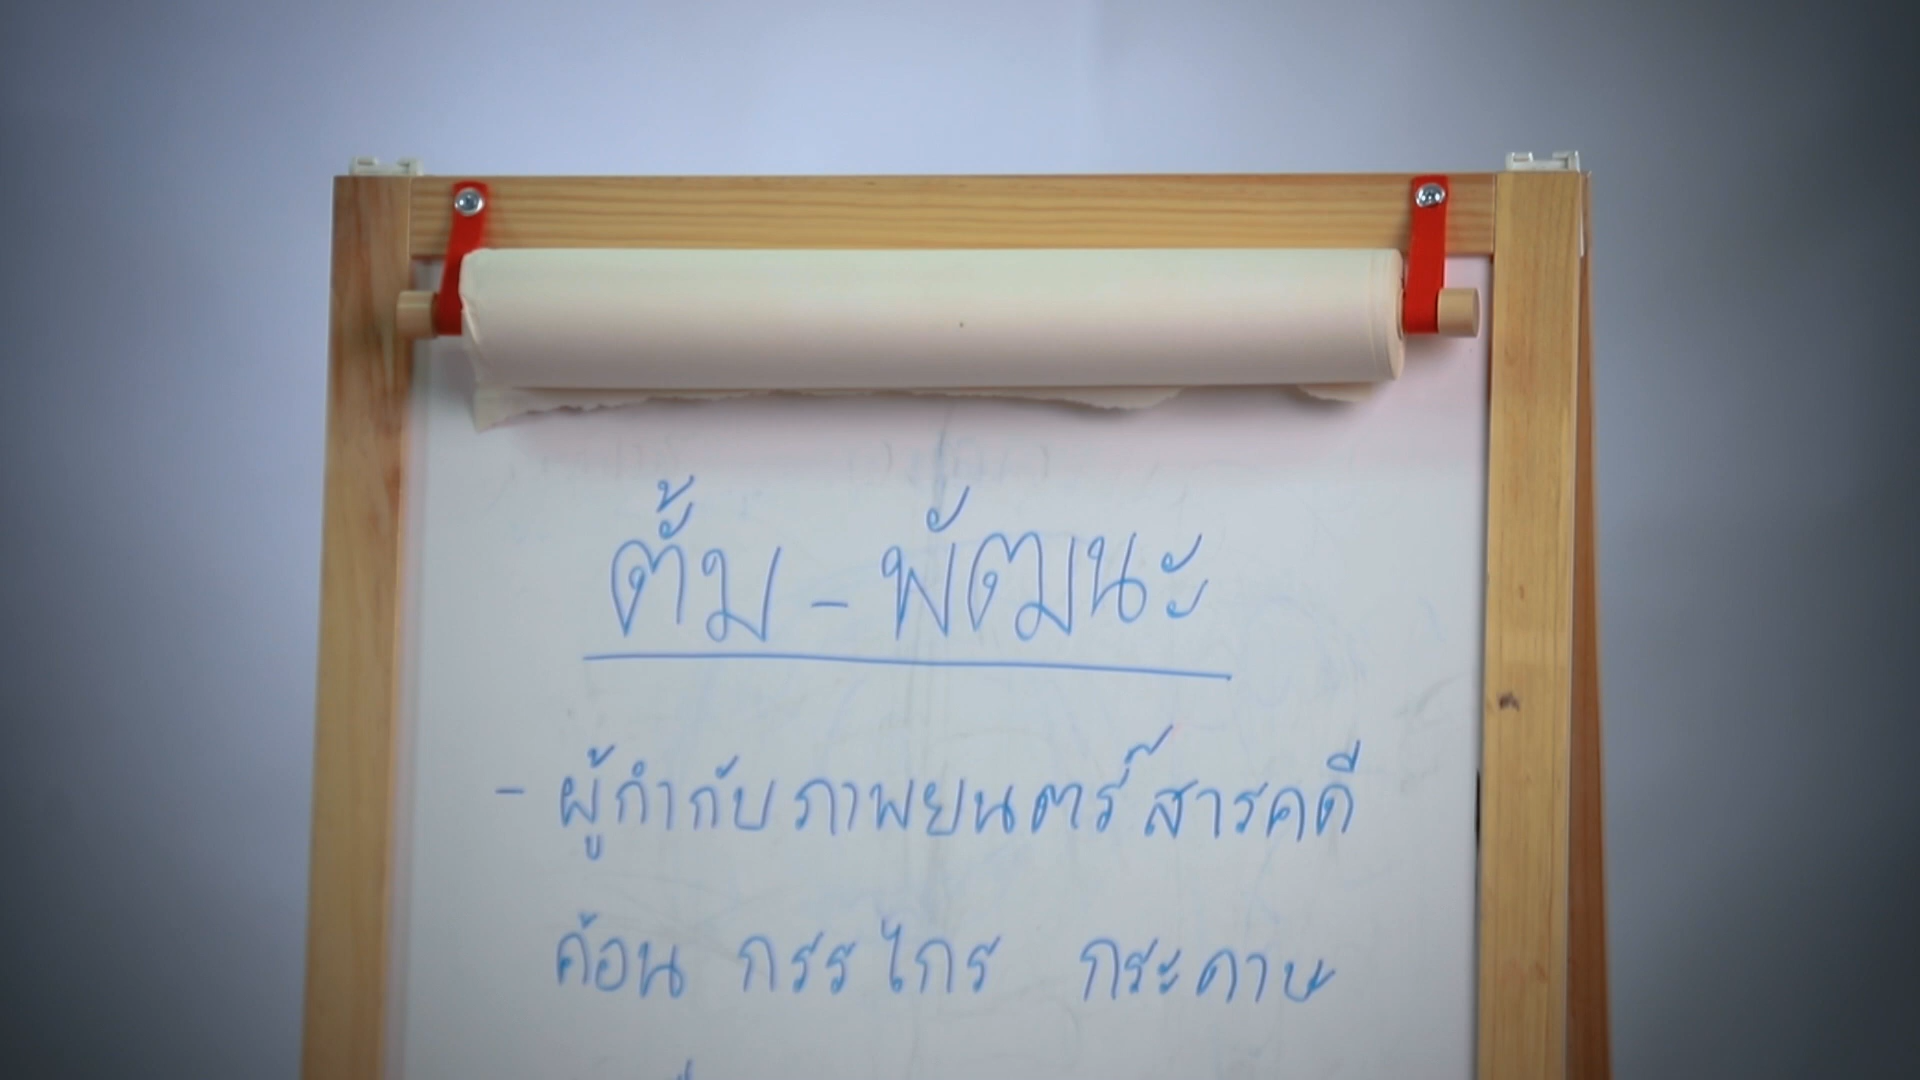 ตั้ม - พัฒนะ
- ผู้กำกับภาพยนตร์สารคดี
ค้อน กรรไกร กระดาษ